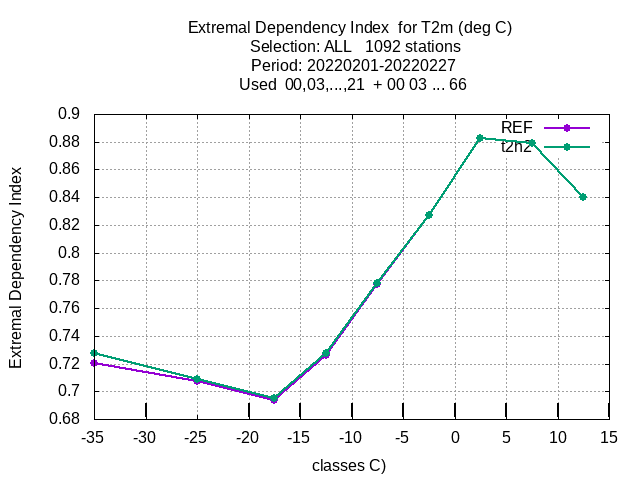 Extremal Dependency Index  for T2m (deg C)
Selection: ALL   1092 stations
Period: 20220201-20220227
Used  00,03,...,21  + 00 03 ... 66
Extremal Dependency Index
0.9
0.88
0.86
0.84
0.82
0.8
0.78
0.76
0.74
0.72
0.7
0.68
REF
t2h2
-35
-30
-25
-20
-15
-10
-5
0
5
10
15
classes C)